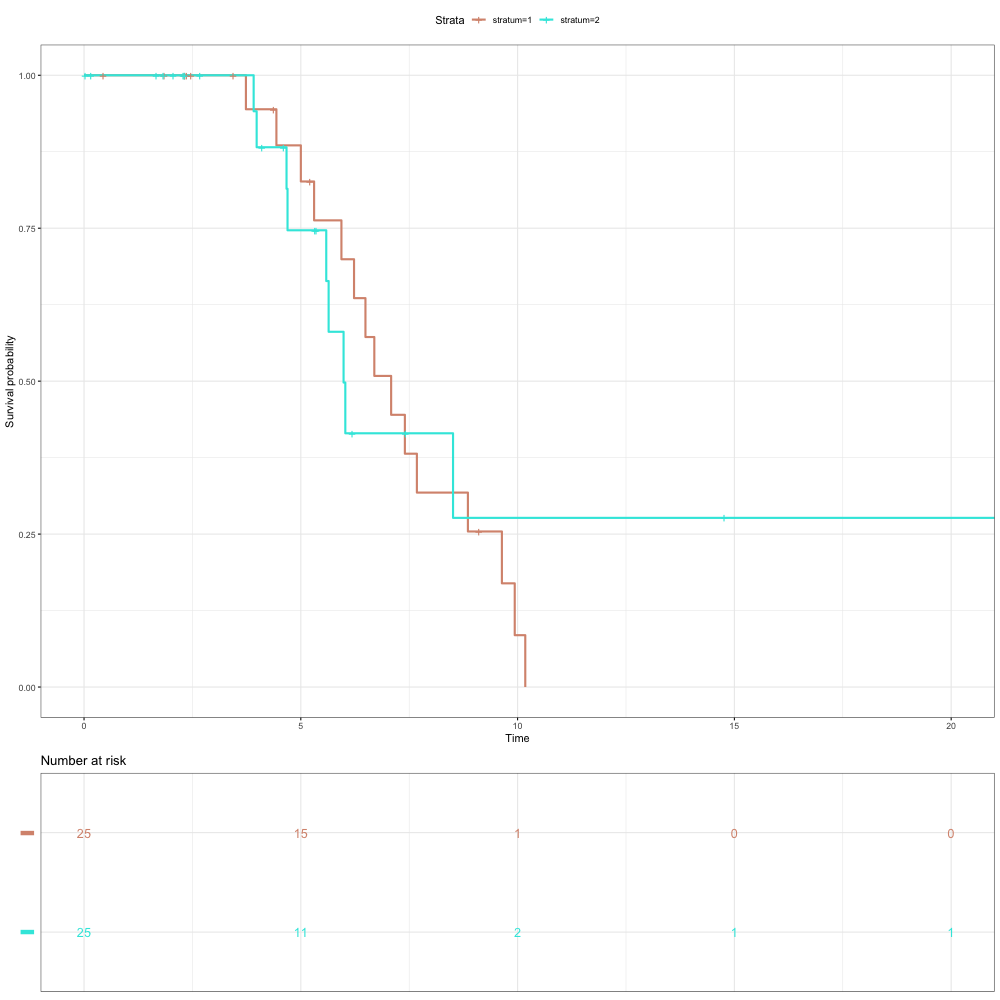 Strata stratum=1 stratum=2
1.00
0.75
0.50
0.25
0.00
Survival probability
0 5 10 15 20
Time
Number at risk
25 15 1 0 0
25 11 2 1 1